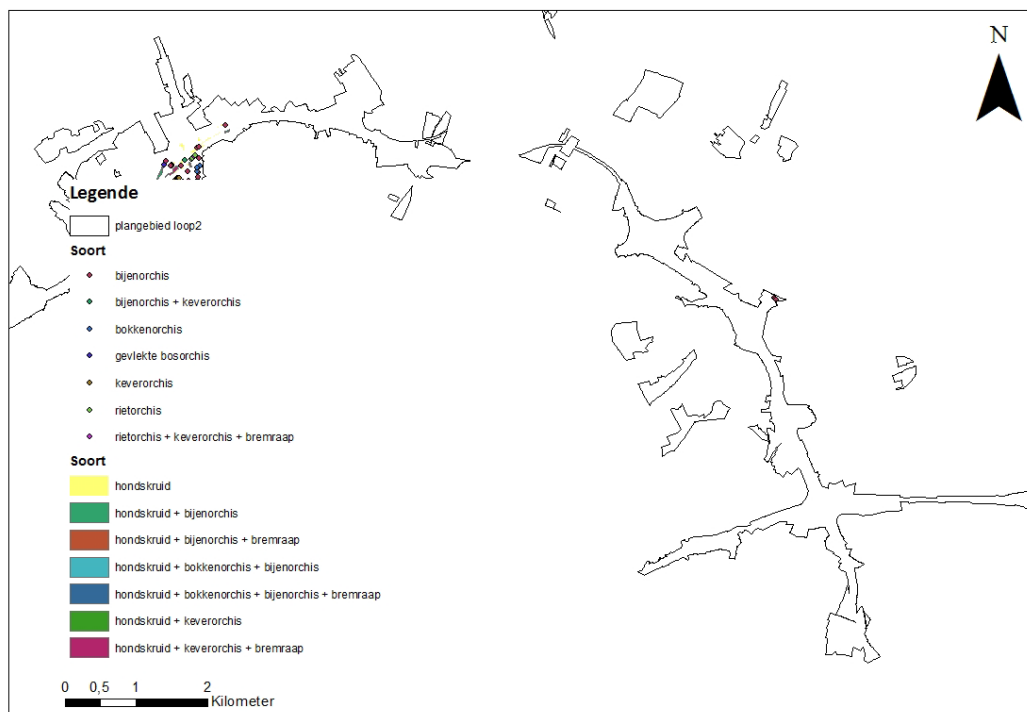 N
Legende
plangebied loop2
Soort
bijenorchis
bijenorchis + keverorchis
bokkenorchis
gevlekte bosorchis
keverorchis
rietorchis
rietorchis + keverorchis + bremraap
Soort
hondskruid
hondskruid + bijenorchis
hondskruid + bijenorchis + bremraap
hondskruid + bokkenorchis + bijenorchis
hondskruid + bokkenorchis + bijenorchis + bremraap
hondskruid + keverorchis
hondskruid + keverorchis + bremraap
0 0,5 1 2
Kilometer